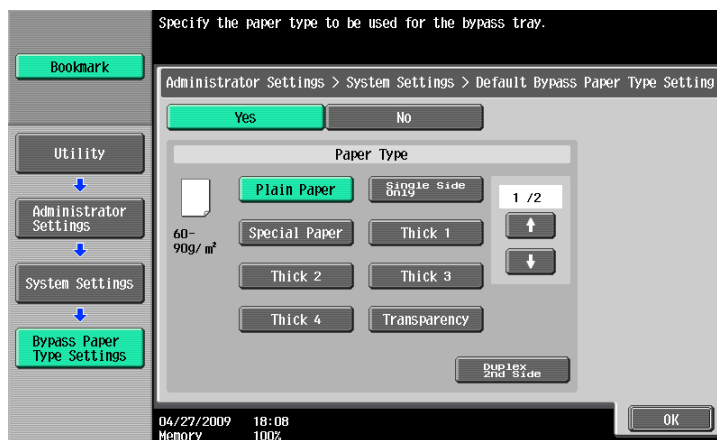 Specify the paper type to be used for the bypass tray.
Bookmark
Administrator Settings > System Settings > Default Bypass Paper Type Setting
Yes
No
Utility
Paper Type
Plain Paper
Single Side
Only
1 /2
Administrator
Settings
60-
90g/m²
Special Paper
Thick 1
System Settings
Thick 2
Thick 3
Thick 4
Transparency
Bypass Paper
Type Settings
Duplex
2nd Side
04/27/2009 18:08
Memory 100%
OK